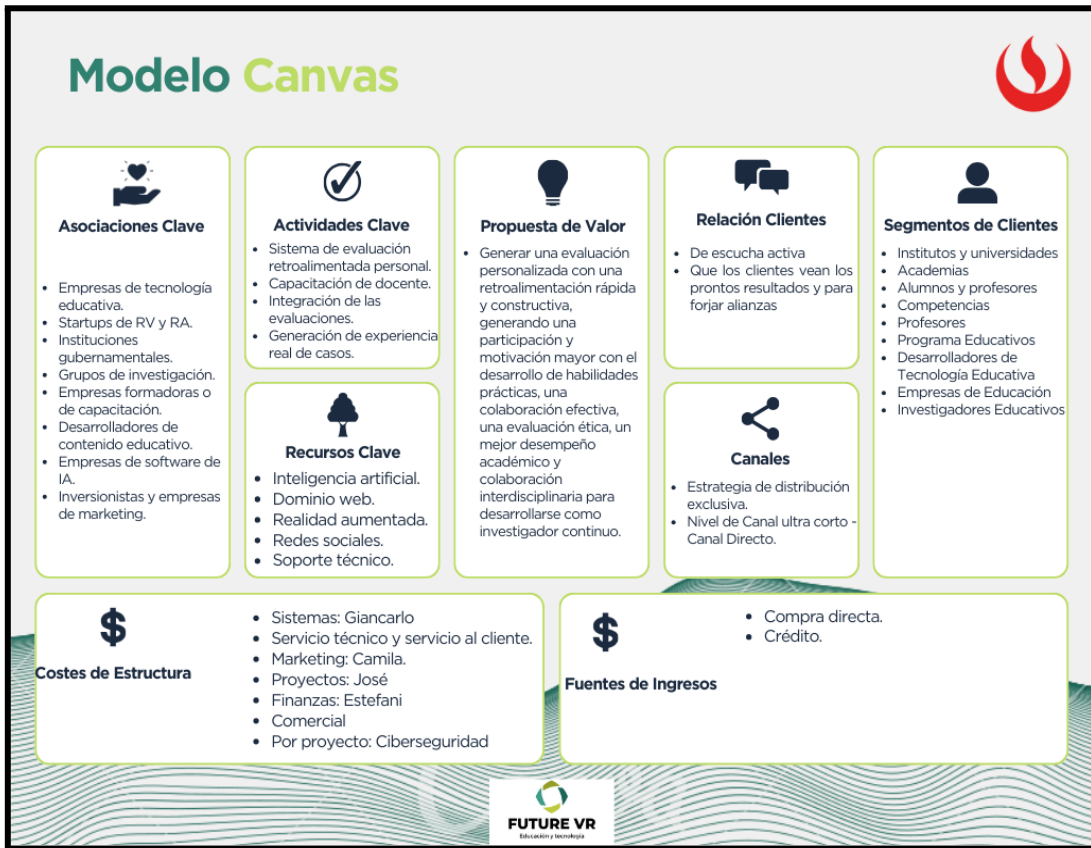 Modelo Canvas
Asociaciones Clave
• Empresas de tecnología
educativa.
• Startups de RV y RA.
• Instituciones
gubernamentales.
• Grupos de investigación.
• Empresas formadoras o
de capacitación.
• Desarrolladores de
contenido educativo.
• Empresas de software de
IA.
• Inversionistas y empresas
de marketing.
Actividades Clave
• Sistema de evaluación
retroalimentada personal.
• Capacitación de docente.
• Integración de las
evaluaciones.
• Generación de experiencia
real de casos.
Recursos Clave
• Inteligencia artificial.
• Dominio web.
• Realidad aumentada.
• Redes sociales.
• Soporte técnico.
Propuesta de Valor
• Generar una evaluación
personalizada con una
retroalimentación rápida
y constructiva,
generando una
participación y
motivación mayor con el
desarrollo de habilidades
prácticas, una
colaboración efectiva,
una evaluación ética, un
mejor desempeño
académico y
colaboración
interdisciplinaria para
desarrollarse como
investigador continuo.
Relación Clientes
• De escucha activa
• Que los clientes vean los
prontos resultados y para
forjar alianzas
Canales
• Estrategia de distribución
exclusiva.
• Nivel de Canal ultra corto -
Canal Directo.
Segmentos de Clientes
• Institutos y universidades
• Academias
• Alumnos y profesores
• Competencias
• Profesores
• Programa Educativos
• Desarrolladores de
Tecnología Educativa
• Empresas de Educación
• Investigadores Educativos
$
Costes de Estructura
• Sistemas: Giancarlo
• Servicio técnico y servicio al cliente.
• Marketing: Camila.
• Proyectos: José
• Finanzas: Estefani
• Comercial
• Por proyecto: Ciberseguridad
$
Fuentes de Ingresos
• Compra directa.
• Crédito.
FUTURE VR
Educación y tecnología